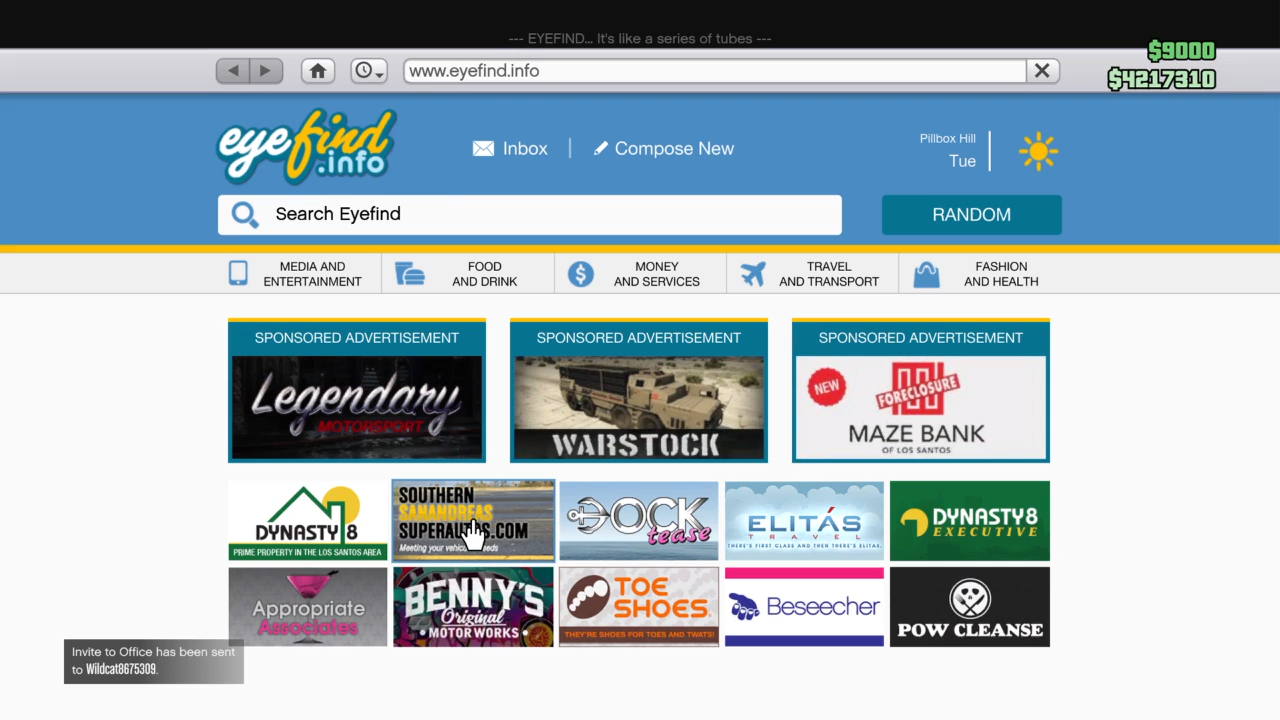 --- EYEFIND... It's like a series of tubes ---
$9000
www.eyefind.info
$4217310
eyefind
.info
Inbox
Compose New
Pillbox Hill
Tue
Search Eyefind
RANDOM
MEDIA AND
ENTERTAINMENT
FOOD
AND DRINK
MONEY
AND SERVICES
TRAVEL
AND TRANSPORT
FASHION
AND HEALTH
SPONSORED ADVERTISEMENT
Legendary
MOTORSPORT
SPONSORED ADVERTISEMENT
WARSTOCK
SPONSORED ADVERTISEMENT
NEW
FORECLOSURE
MAZE BANK
OF LOS SANTOS
DYNASTY 8
PRIME PROPERTY IN THE LOS SANTOS AREA
SOUTHERN
SANANDREAS
SUPERAUTOS.COM
Meeting your vehicle needs
DOCK
tease
ELITÁS
TRAVEL
THERE'S FIRST CLASS AND THEN THERE'S ELITAS.
DYNASTY 8
EXECUTIVE
Appropriate
Associates
BENNY'S
Original
MOTOR WORKS
TOE
SHOES
THEY'RE SHOES FOR TOES AND TWATS!
Beseecher
POW CLEANSE
Invite to Office has been sent
to Wildcat8675309.